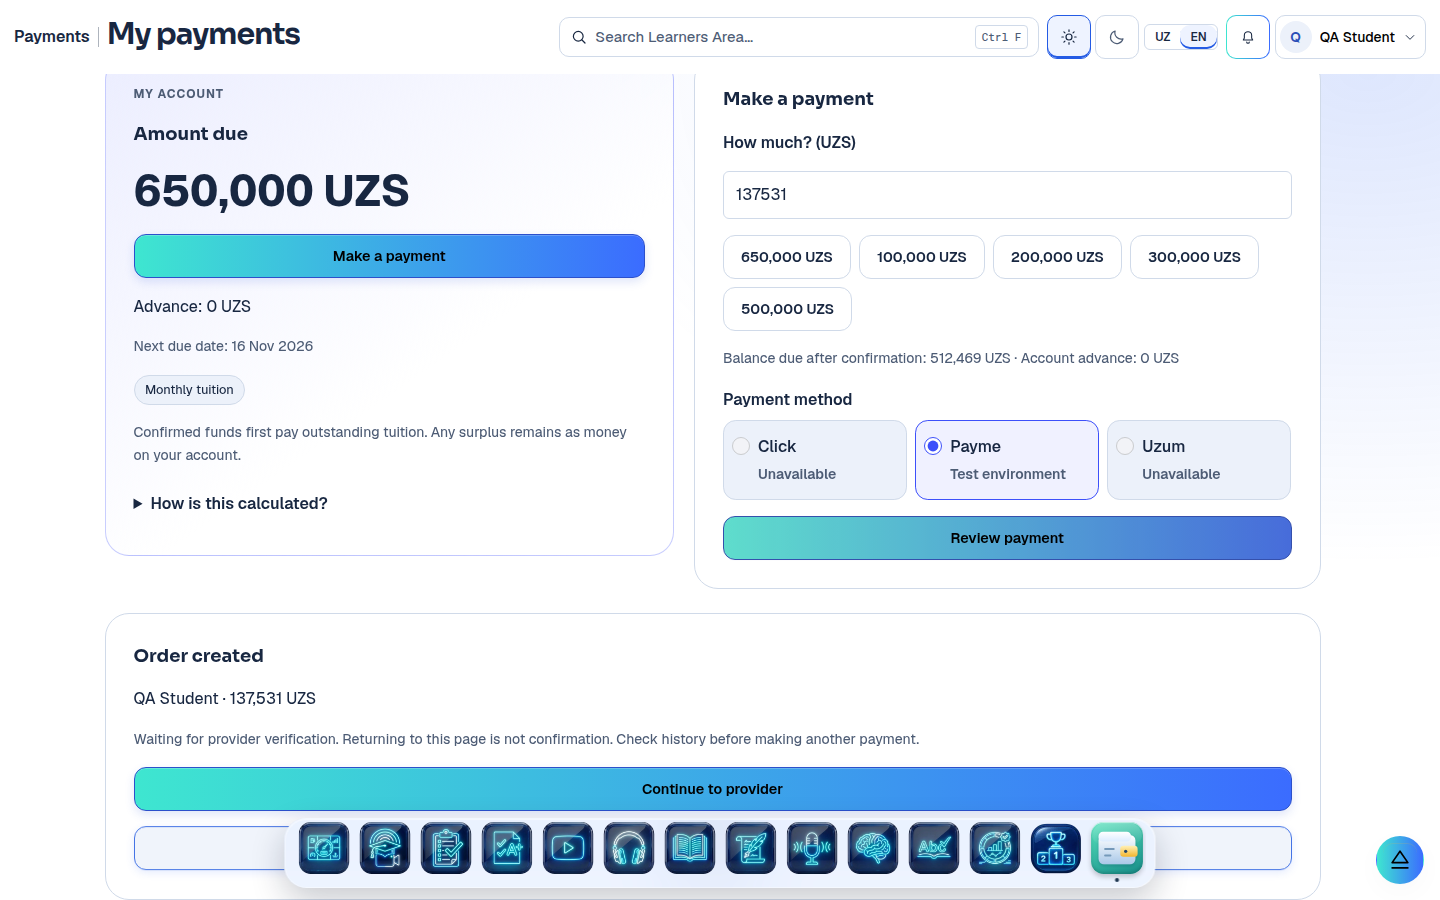 Payments
My payments
Search Learners Area...
Ctrl F
UZ
EN
Q
QA Student
MY ACCOUNT
Amount due
650,000 UZS
Make a payment
Advance: 0 UZS
Next due date: 16 Nov 2026
Monthly tuition
Confirmed funds first pay outstanding tuition. Any surplus remains as money
on your account.
How is this calculated?
Make a payment
How much? (UZS)
137531
650,000 UZS
100,000 UZS
200,000 UZS
300,000 UZS
500,000 UZS
Balance due after confirmation: 512,469 UZS · Account advance: 0 UZS
Payment method
Click
Unavailable
Payme
Test environment
Uzum
Unavailable
Review payment
Order created
QA Student · 137,531 UZS
Waiting for provider verification. Returning to this page is not confirmation. Check history before making another payment.
Continue to provider
A+
Abc
2 1 3